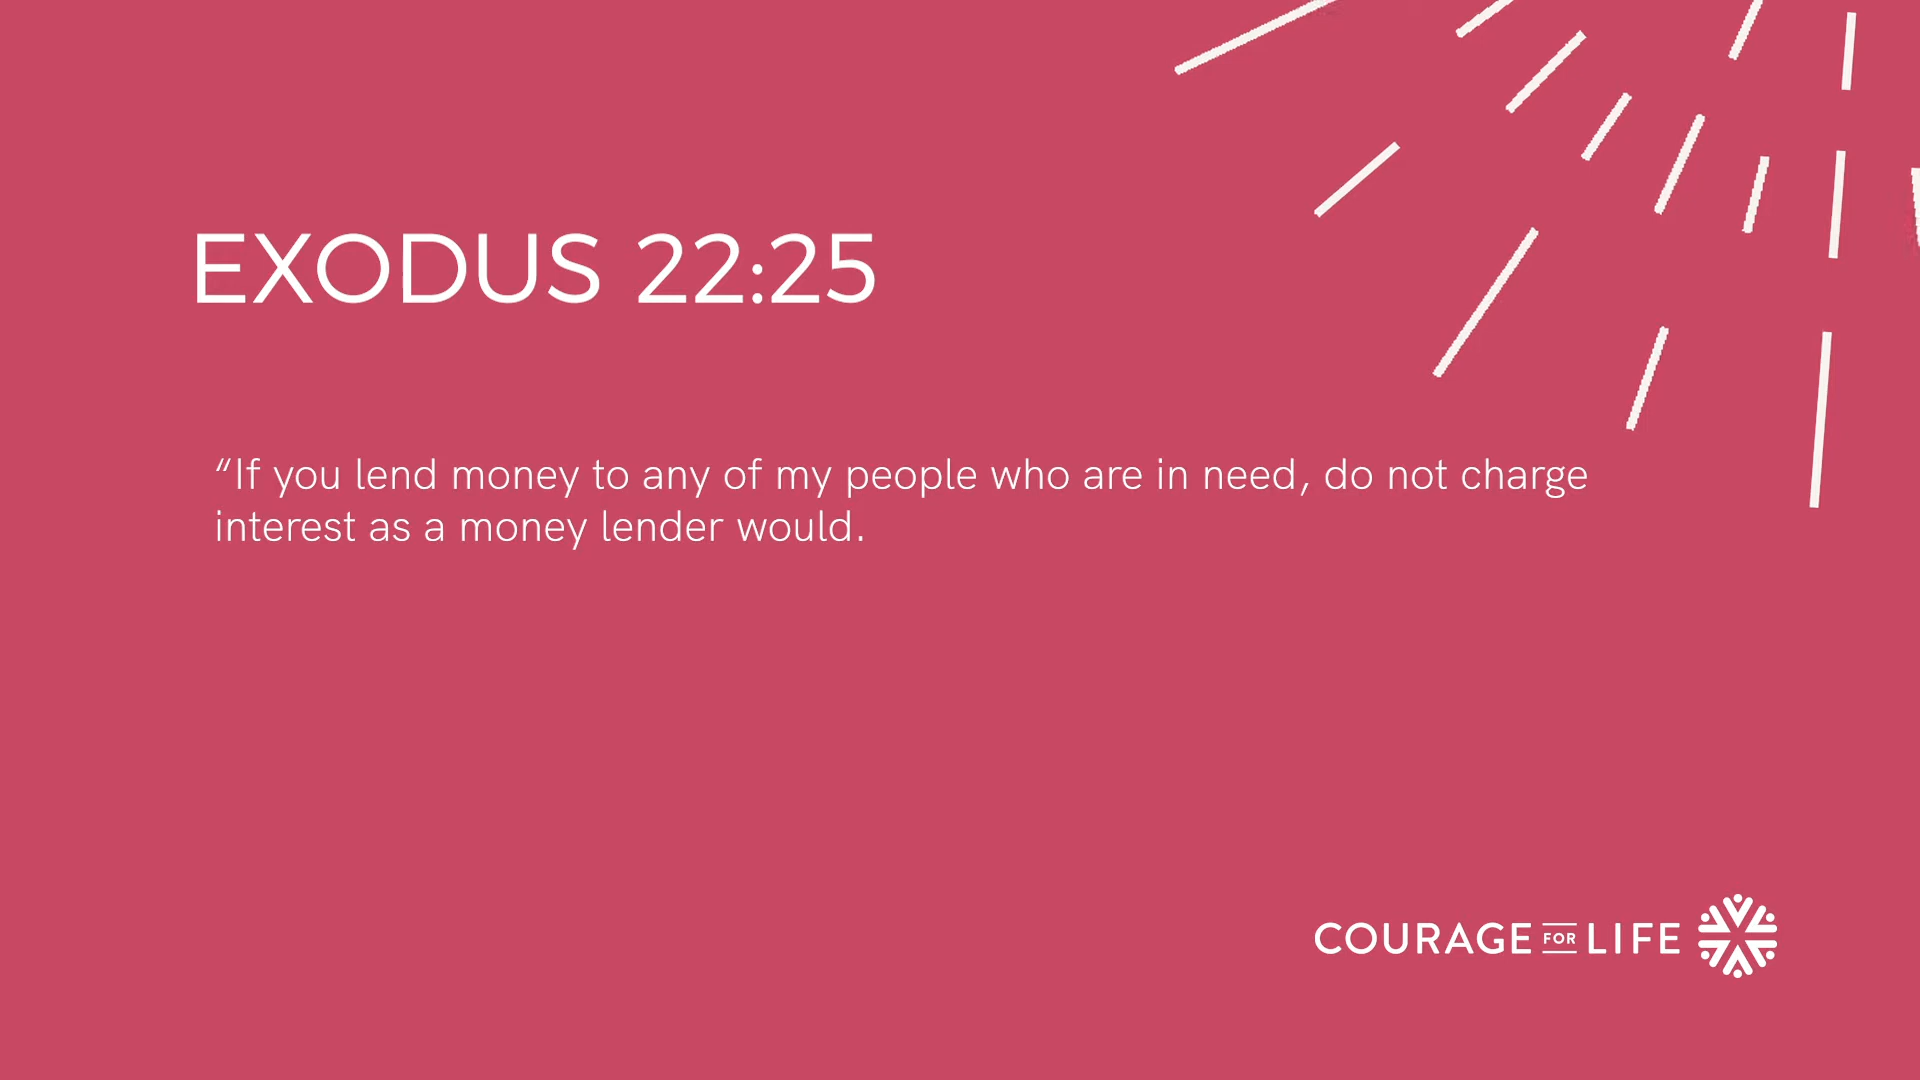 EXODUS 22:25
“If you lend money to any of my people who are in need, do not charge
interest as a money lender would.
COURAGE FOR LIFE